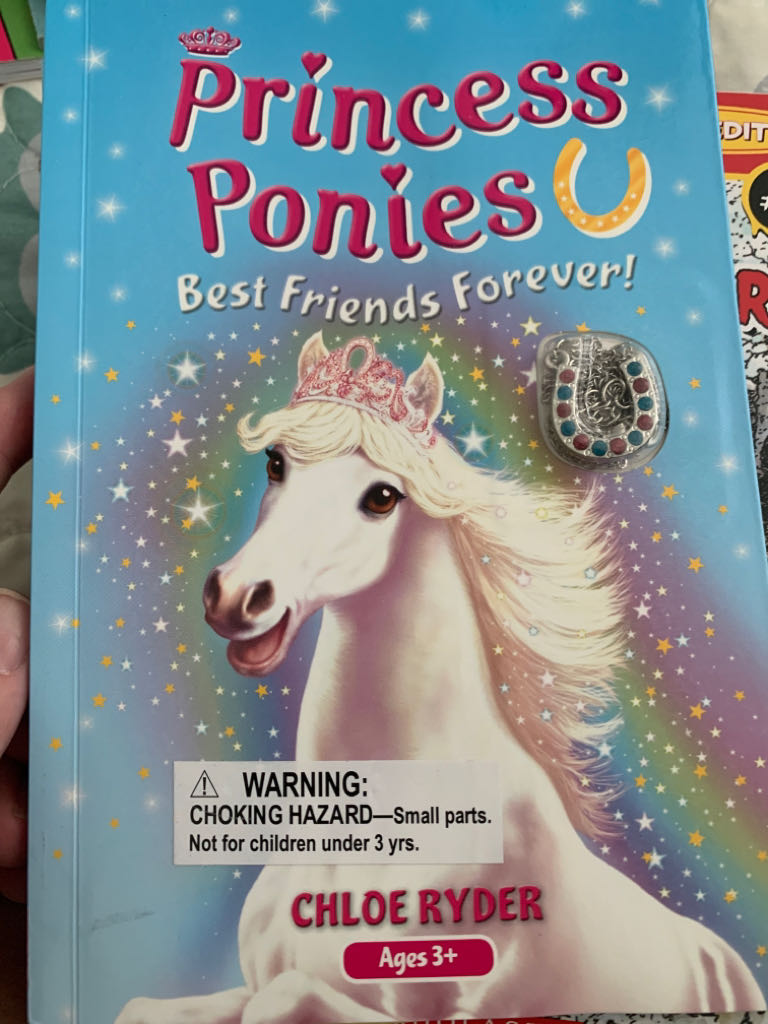 Princess
Ponies
Best Friends Forever!
WARNING:
CHOKING HAZARD—Small parts.
Not for children under 3 yrs.
CHLOE RYDER
Ages 3+
EDIT
#
R